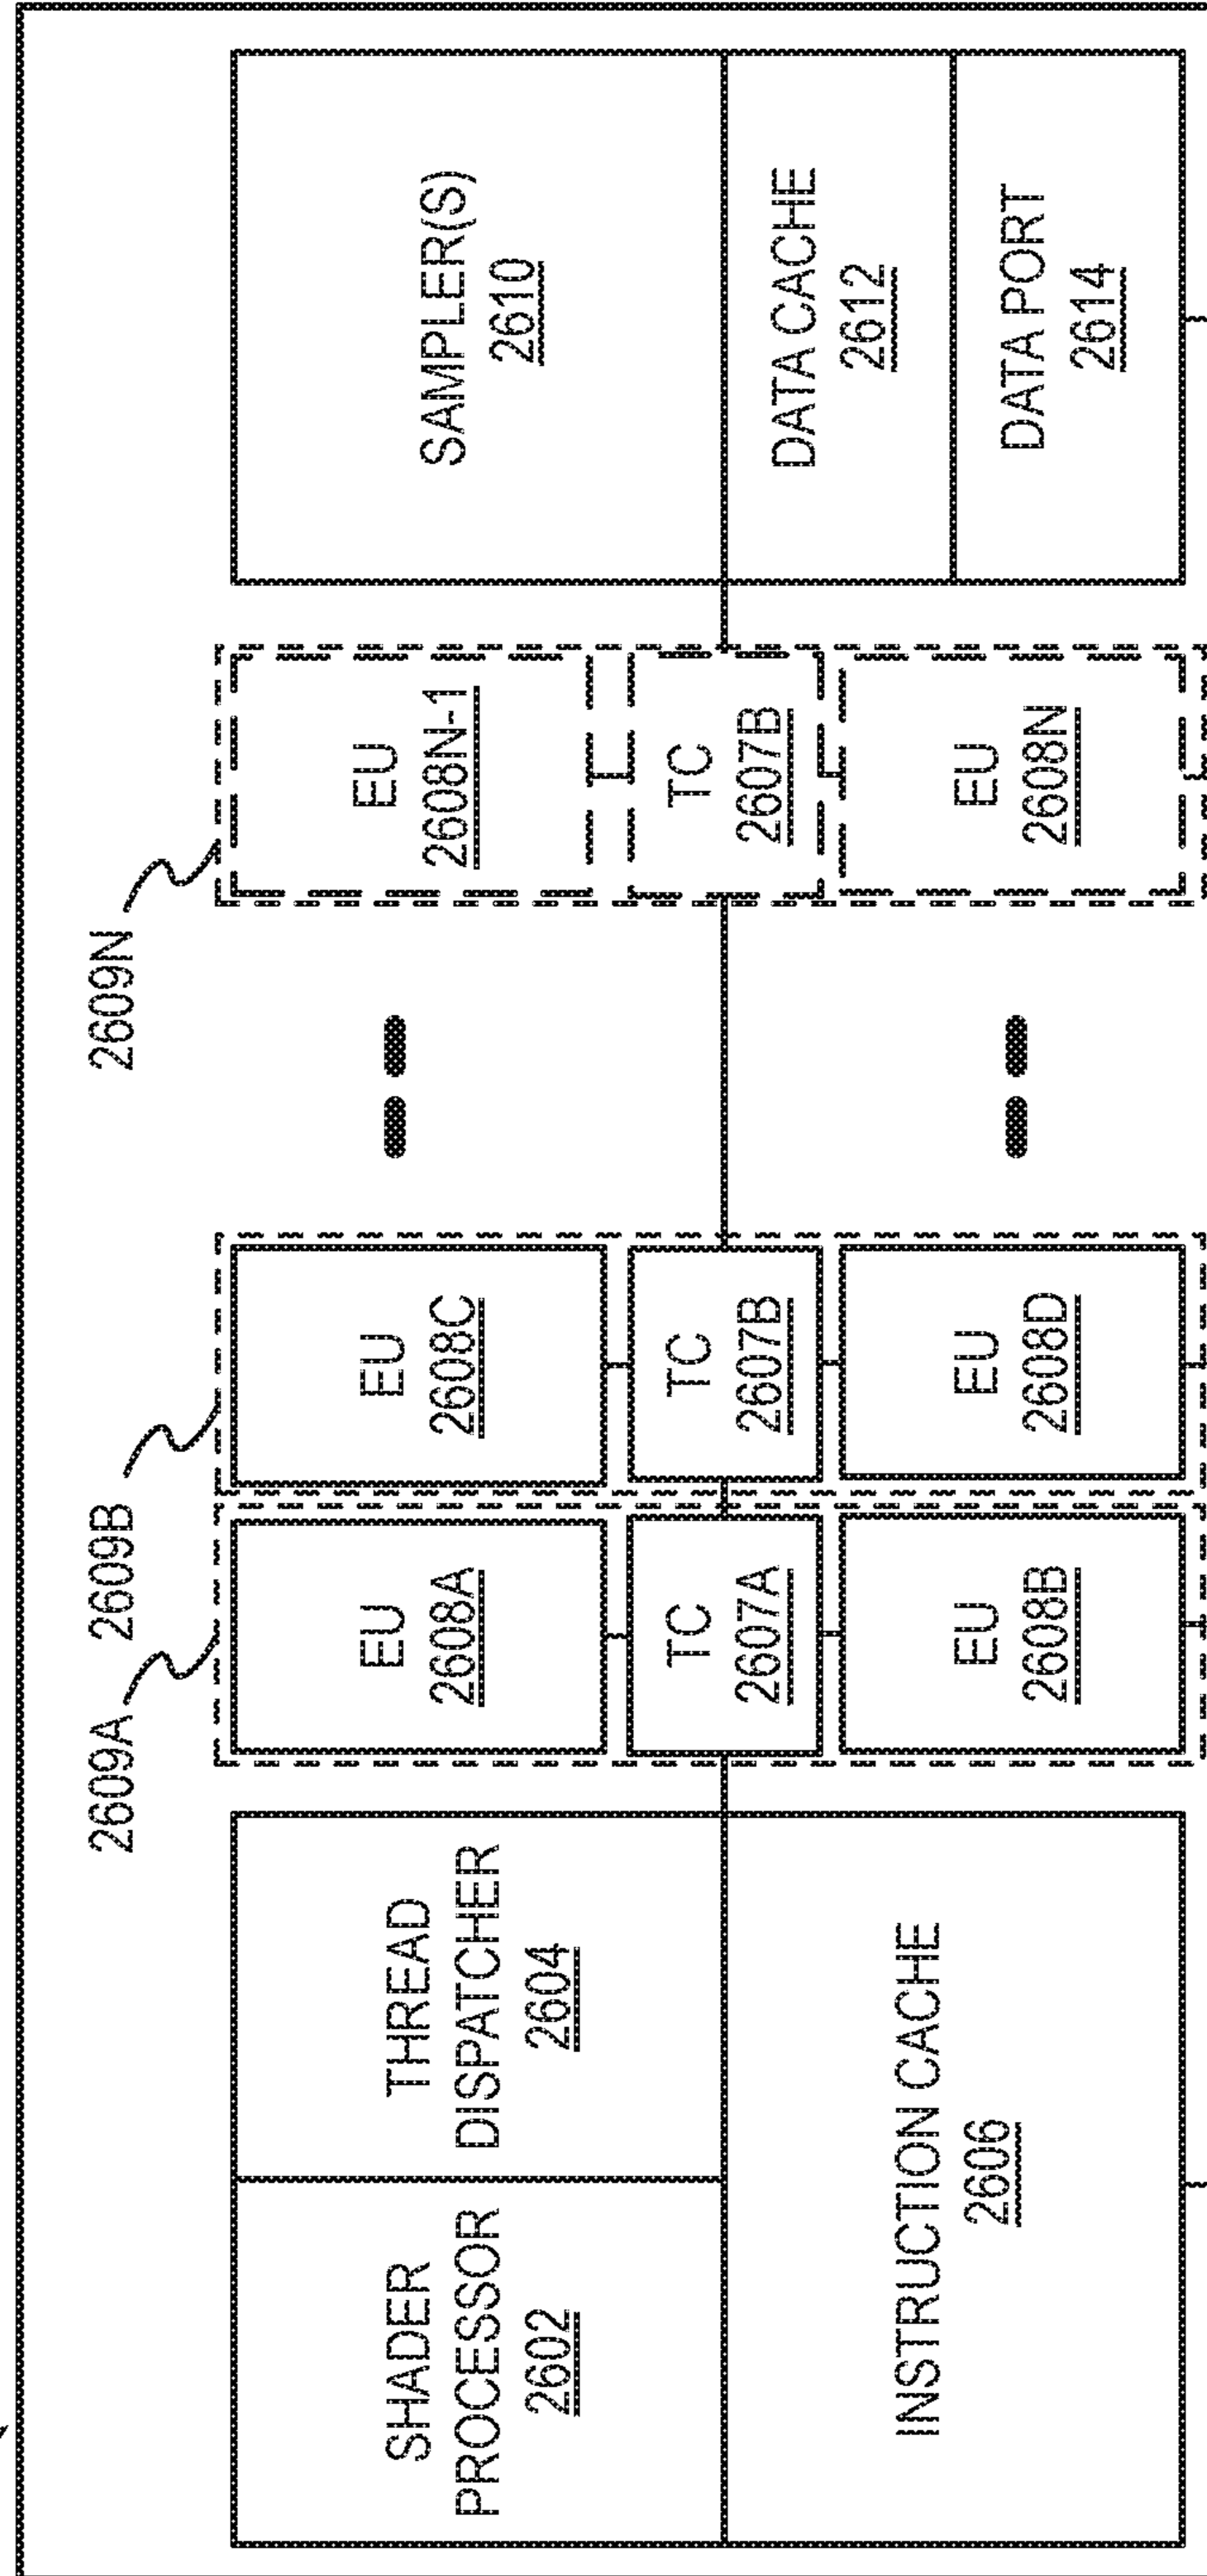 2609A
2609B
2609N
SHADER
PROCESSOR
2602
THREAD
DISPATCHER
2604
INSTRUCTION CACHE
2606
EU
2608A
TC
2607A
EU
2608B
EU
2608C
TC
2607B
EU
2608D
EU
2608N-1
TC
2607B
EU
2608N
SAMPLER(S)
2610
DATA CACHE
2612
DATA PORT
2614